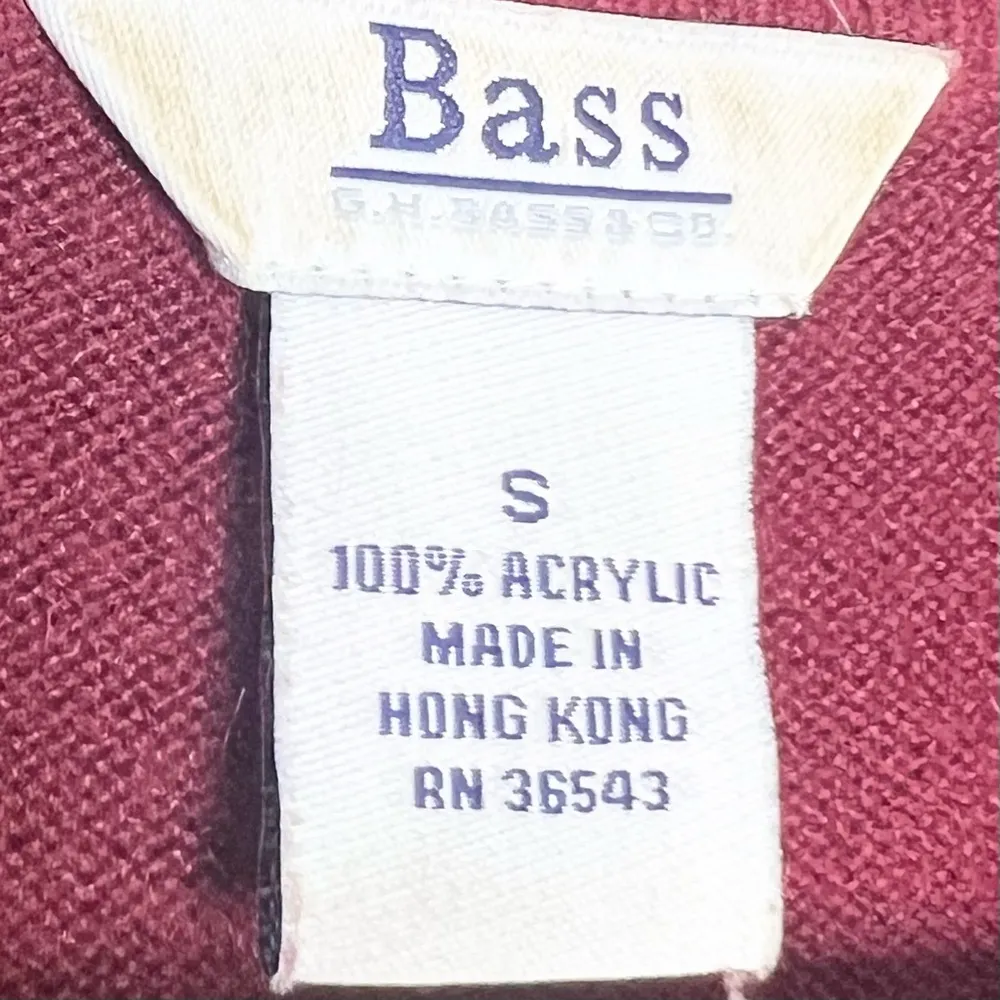 Bass
G.H. BASS & CO.
S
100% ACRYLIC
MADE IN
HONG KONG
RN 36543